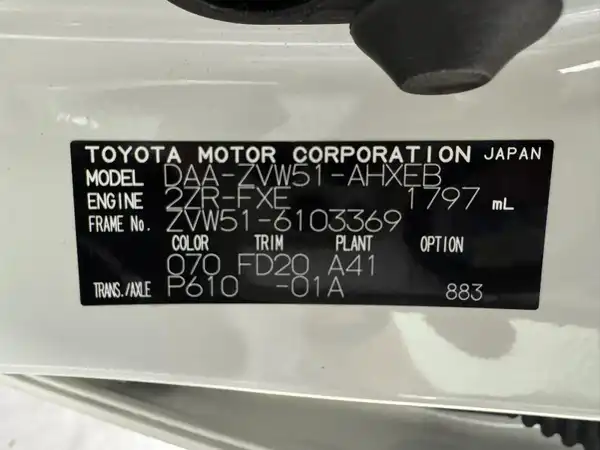 TOYOTA MOTOR CORPORATION JAPAN
MODEL DAA-ZVW51-AHXEB
ENGINE 2ZR-FXE 1797 mL
FRAME No. ZVW51-6103369
COLOR TRIM PLANT OPTION
070 FD20 A41
TRANS./AXLE P610 -01A 883